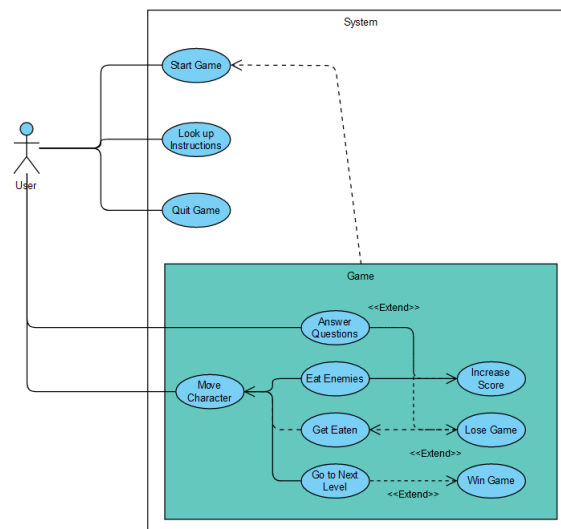 System
Start Game
Look up
Instructions
User
Quit Game
Game
<<Extend>>
Answer
Questions
Move
Character
Eat Enemies
Increase
Score
Get Eaten
Lose Game
<<Extend>>
Go to Next
Level
Win Game
<<Extend>>